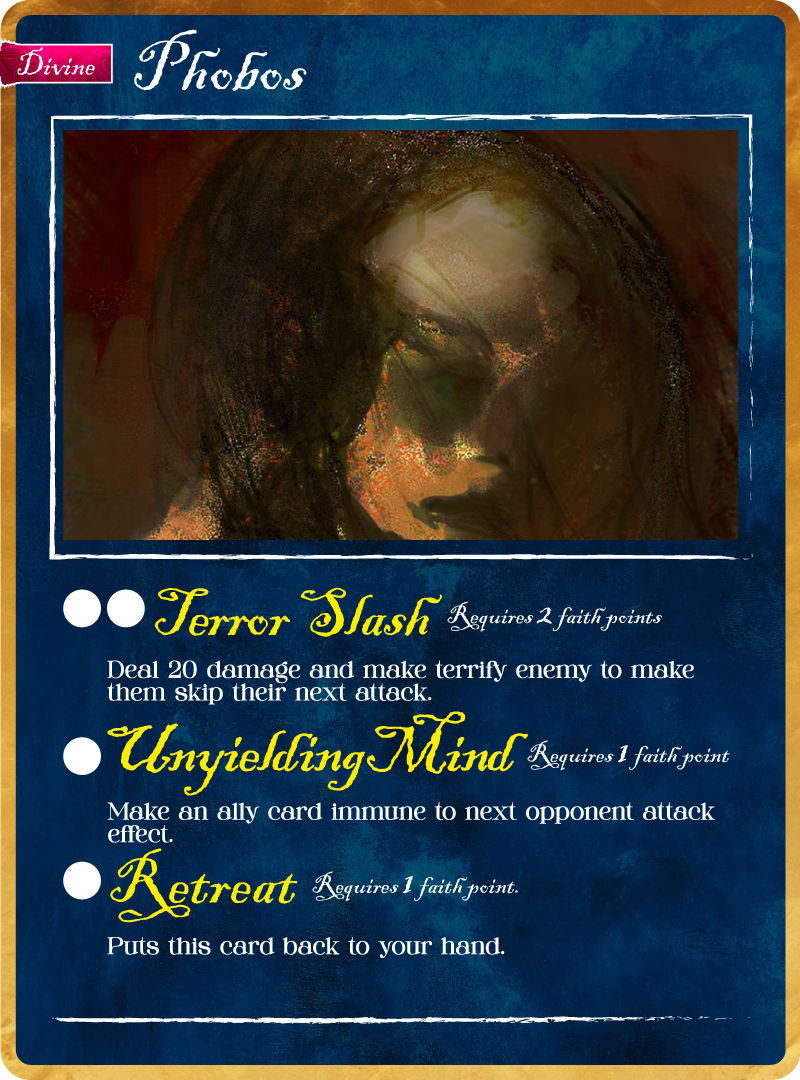 Divine
Phobos
Terror Slash Requires 2 faith points
Deal 20 damage and make terrify enemy to make
them skip their next attack.
Unyielding Mind Requires 1 faith point
Make an ally card immune to next opponent attack
effect.
Retreat Requires 1 faith point.
Puts this card back to your hand.